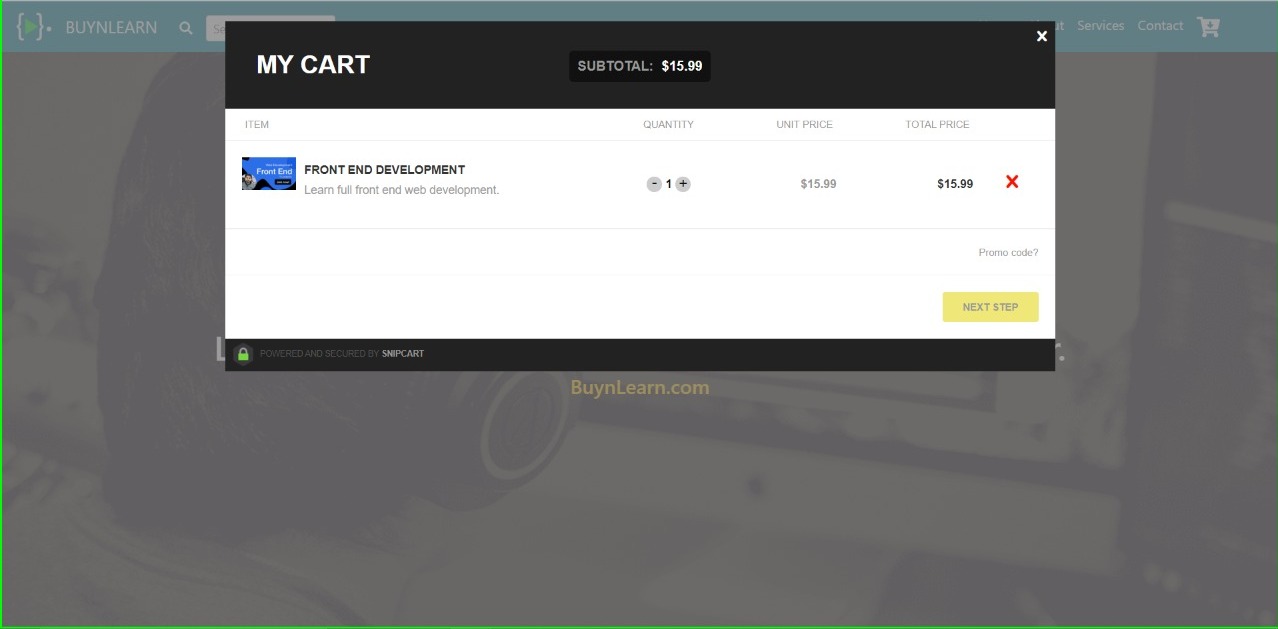 BUYNLEARN
Services
Contact
MY CART
SUBTOTAL: $15.99
ITEM QUANTITY UNIT PRICE TOTAL PRICE
Front End
FRONT END DEVELOPMENT
Learn full front end web development.
- 1 +
$15.99
$15.99
Promo code?
NEXT STEP
POWERED AND SECURED BY SNIPCART
BuynLearn.com